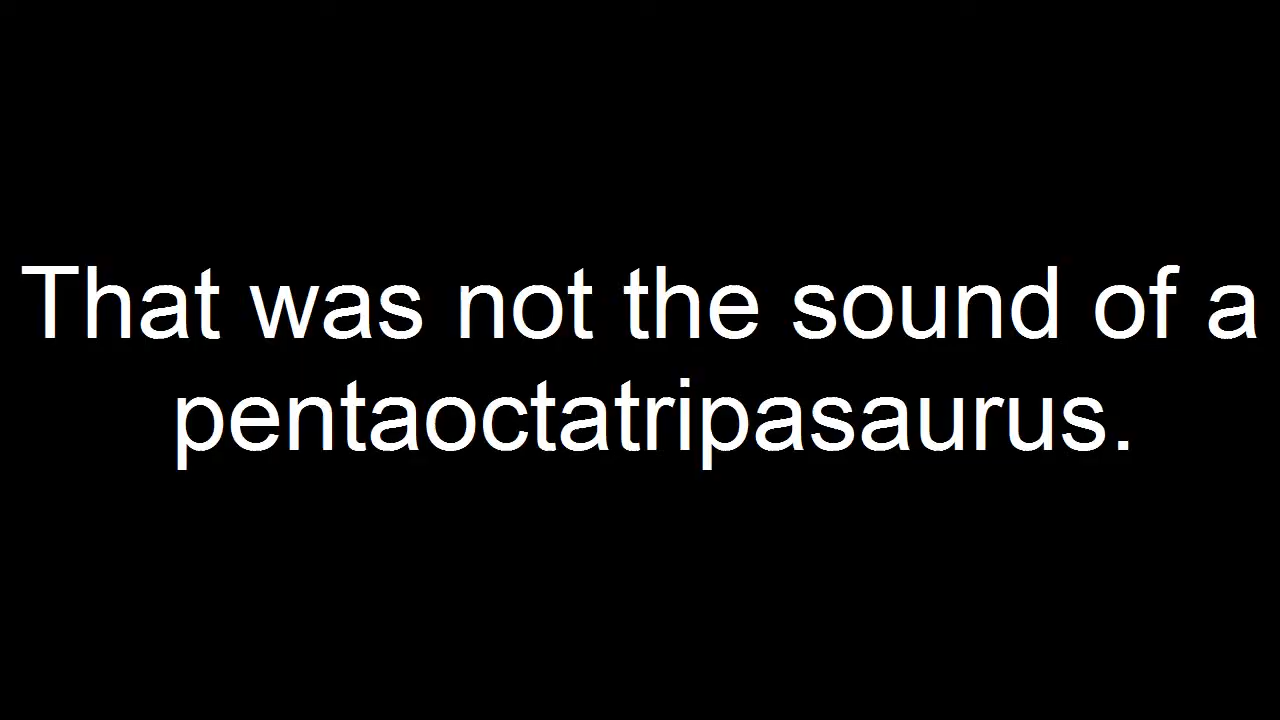 That was not the sound of a
pentaoctatripasaurus.